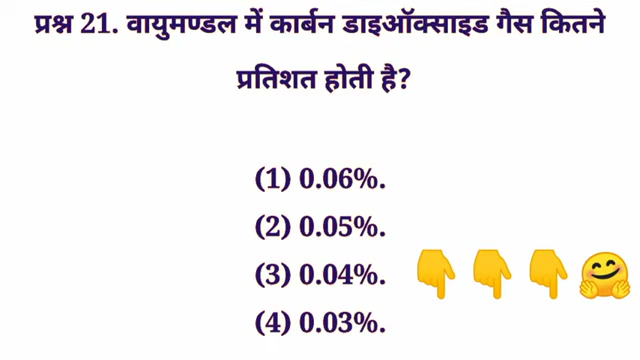 प्रश्न 21. वायुमण्डल में कार्बन डाइऑक्साइड गैस कितने
प्रतिशत होती है?
(1) 0.06%.
(2) 0.05%.
(3) 0.04%.
(4) 0.03%.